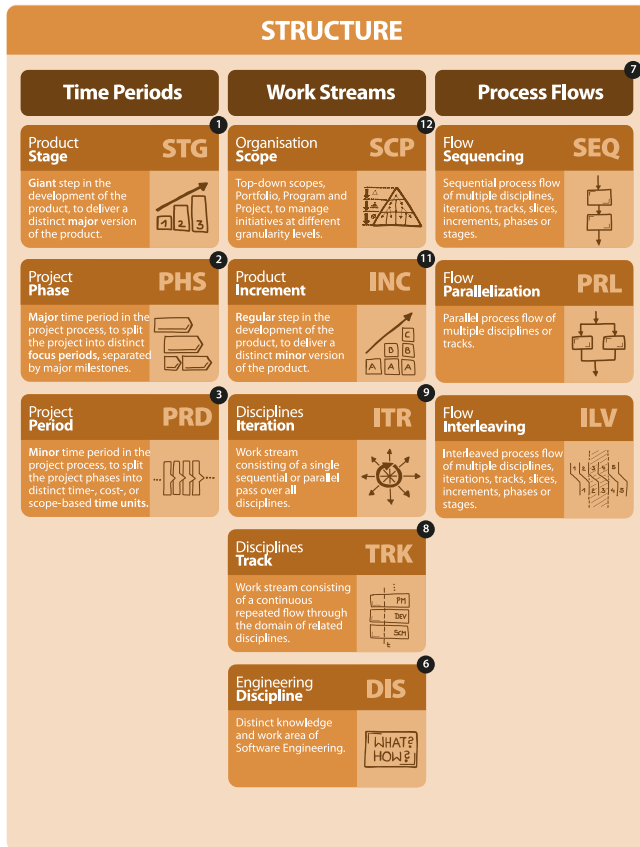 STRUCTURE
Time Periods
Work Streams
Process Flows
7
Product
Stage
STG
1
Giant step in the
development of the
product, to deliver a
distinct major version
of the product.
1 2 3
Project
Phase
PHS
2
Major time period in the
project process, to split
the project into distinct
focus periods, separated
by major milestones.
Project
Period
PRD
3
Minor time period in the
project process, to split
the project phases into
distinct time-, cost-, or
scope-based time units.
Organisation
Scope
SCP
12
Top-down scopes,
Portfolio, Program and
Project, to manage
initiatives at different
granularity levels.
Product
Increment
INC
11
Regular step in the
development of the
product, to deliver a
distinct minor version
of the product.
C
B B
A A A
Disciplines
Iteration
ITR
9
Work stream
consisting of a single
sequential or parallel
pass over all
disciplines.
Disciplines
Track
TRK
8
Work stream consisting
of a continuous
repeated flow through
the domain of related
disciplines.
PM
DEV
SCM
t
Engineering
Discipline
DIS
6
Distinct knowledge
and work area of
Software Engineering.
WHAT?
HOW?
Flow
Sequencing
SEQ
Sequential process flow
of multiple disciplines,
iterations, tracks, slices,
increments, phases or
stages.
Flow
Parallelization
PRL
Parallel process flow of
multiple disciplines or
tracks.
Flow
Interleaving
ILV
Interleaved process flow
of multiple disciplines,
iterations, tracks, slices,
increments, phases or
stages.
1 2 3 4 5
1 2 3 4 5